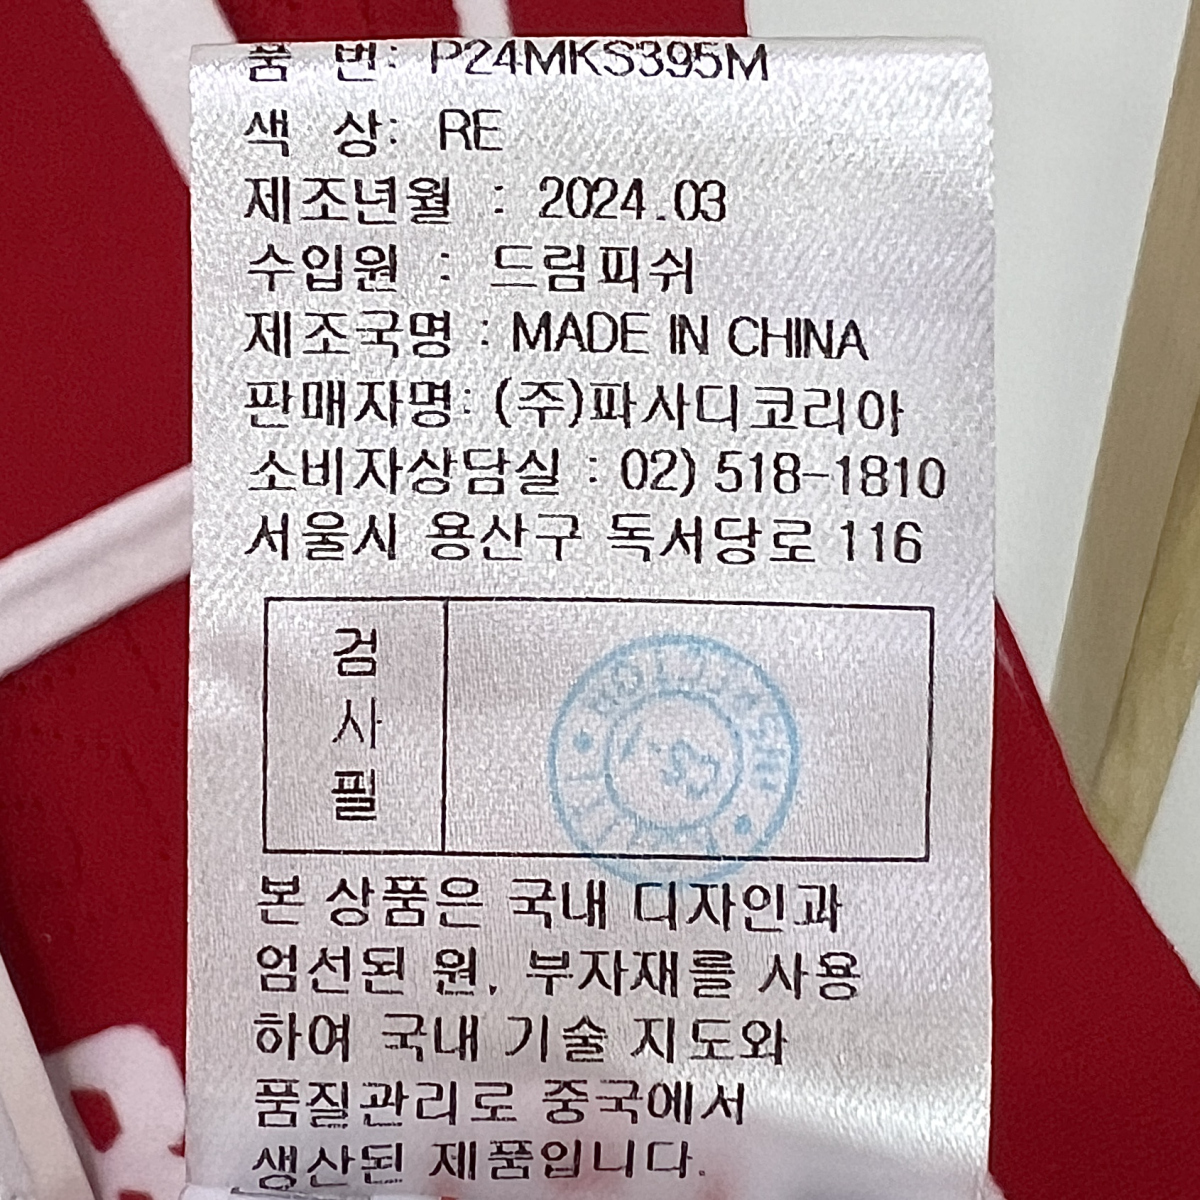 품 번: P24MKS395M
색 상: RE
제조년월 : 2024.03
수입원 : 드림피쉬
제조국명 : MADE IN CHINA
판매자명: (주)파사디코리아
소비자상담실 : 02) 518-1810
서울시 용산구 독서당로 116
검
사
필
본 상품은 국내 디자인과
엄선된 원, 부자재를 사용
하여 국내 기술 지도와
품질관리로 중국에서
생산된 제품입니다.